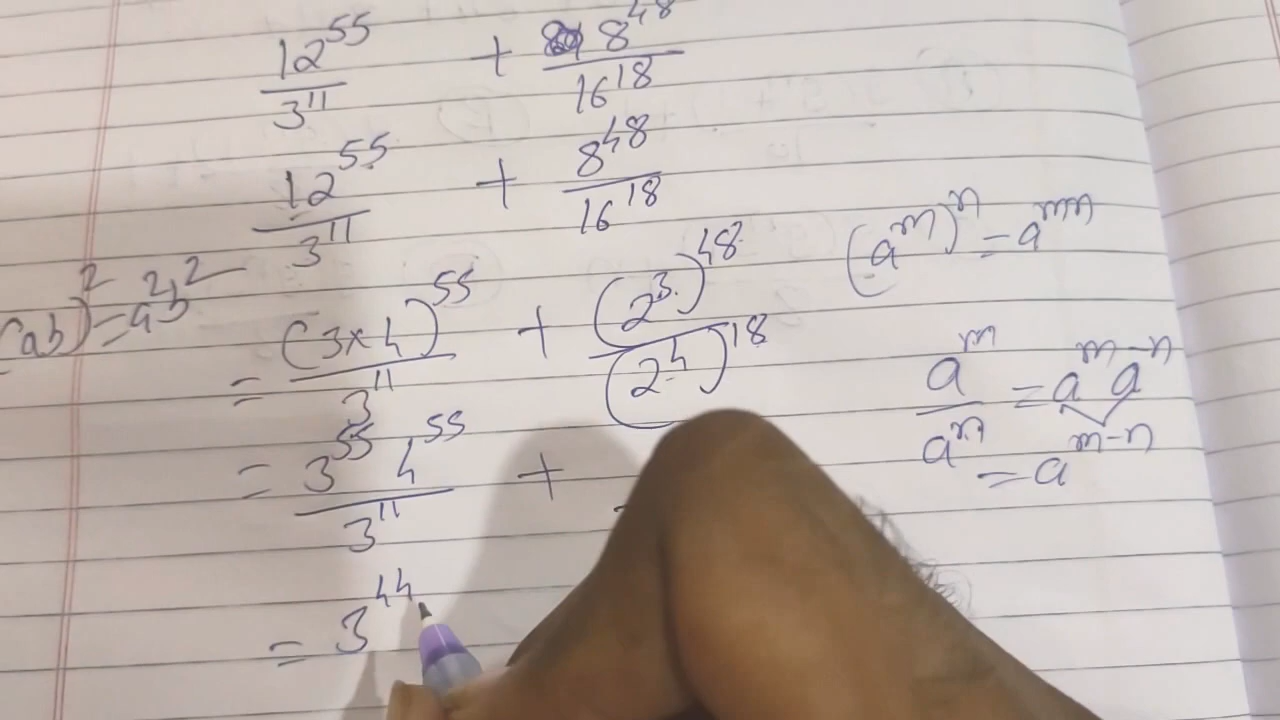 12^55/3^11 + 8^48/16^18
12^55/3^11 + 8^48/16^18
(a^m)^n = a^mn
(ab)^2 = a^2b^2
= (3×4)^55/3^11 + (2^3)^48/(2^4)^18
a^m/a^n = a^m a^-n
= a^m-n
= 3^55 4^55/3^11 +
= 3^44